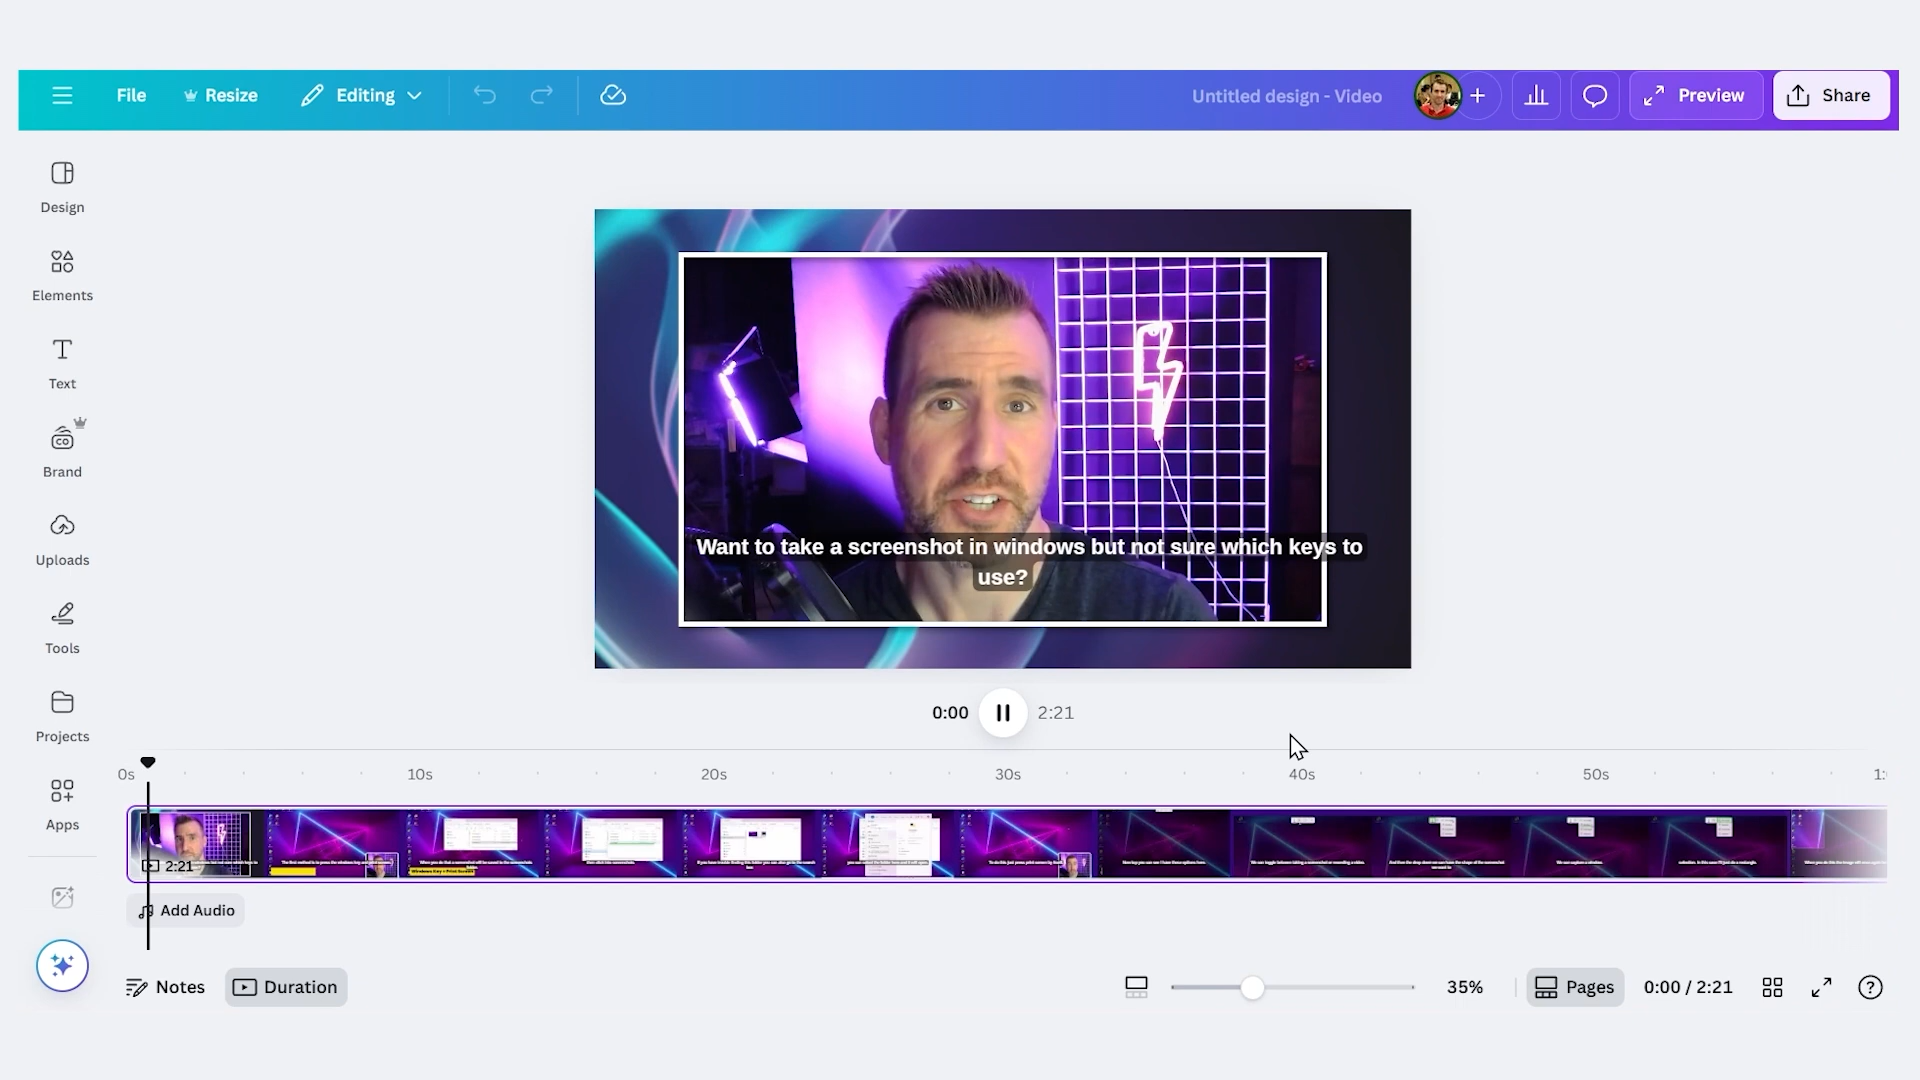 File
Resize
Editing
Untitled design - Video
Preview
Share
Design
Elements
Text
CO
Brand
Uploads
Tools
Projects
Apps
Want to take a screenshot in windows but not sure which keys to
use?
0:00
2:21
0s
10s
20s
30s
40s
50s
2:21
Add Audio
Notes
Duration
35%
Pages
0:00 / 2:21